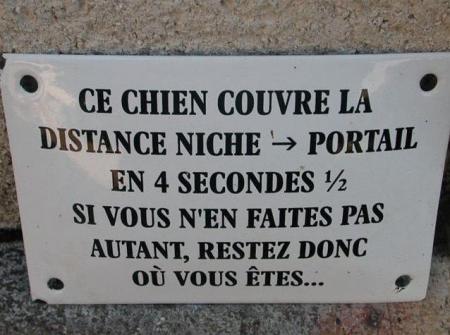 CE CHIEN COUVRE LA
DISTANCE NICHE → PORTAIL
EN 4 SECONDES ½
SI VOUS N'EN FAITES PAS
AUTANT, RESTEZ DONC
OÙ VOUS ÊTES...